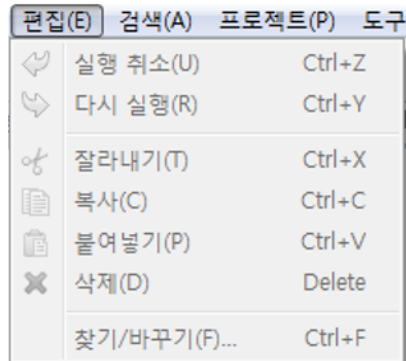 편집(E) 검색(A) 프로젝트(P) 도구
실행 취소(U) Ctrl+Z
다시 실행(R) Ctrl+Y
잘라내기(T) Ctrl+X
복사(C) Ctrl+C
붙여넣기(P) Ctrl+V
삭제(D) Delete
찾기/바꾸기(F)... Ctrl+F